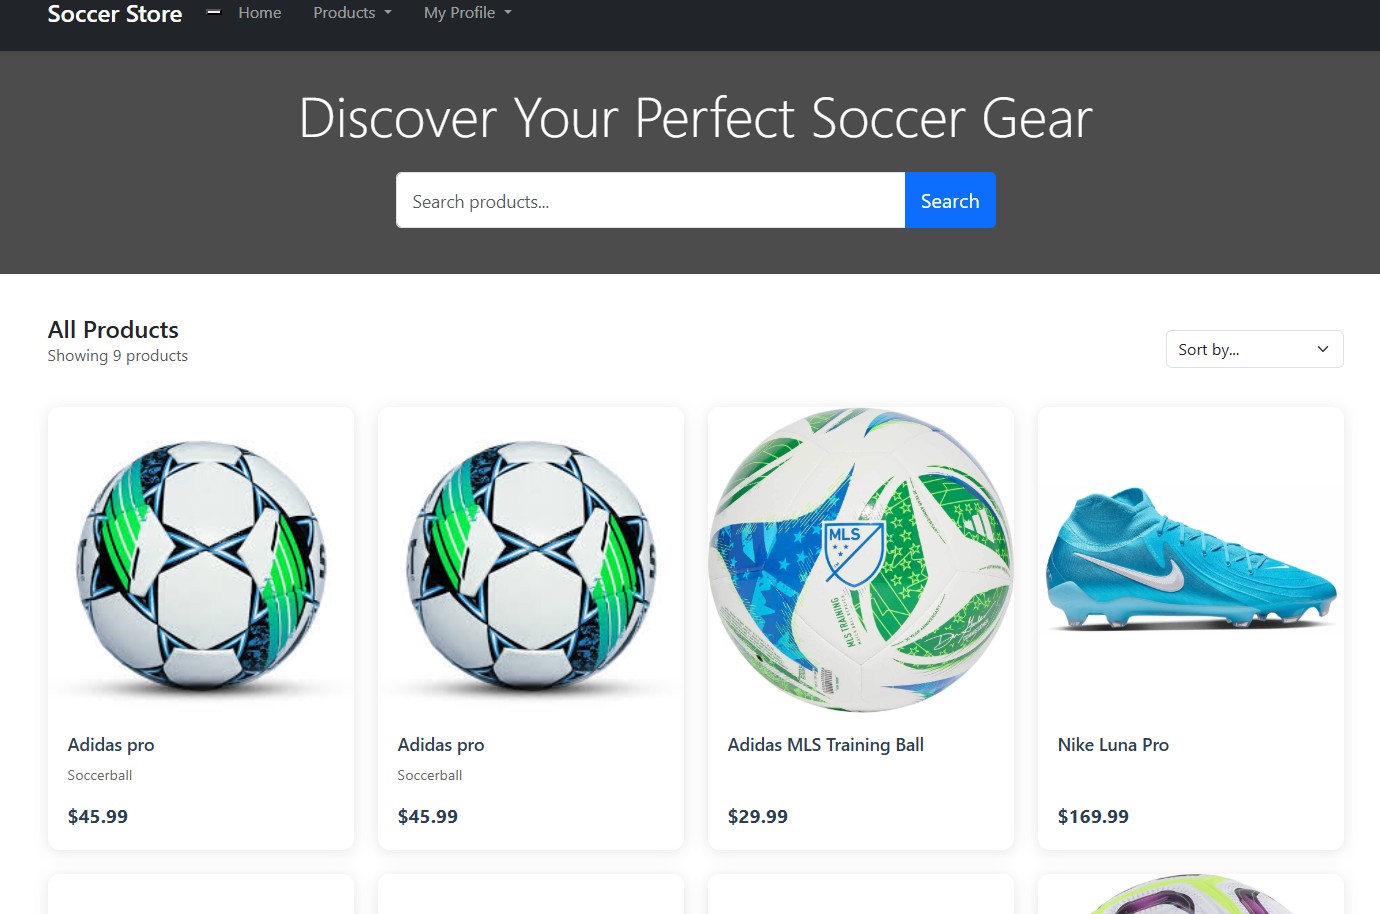 Soccer Store Home Products My Profile
Discover Your Perfect Soccer Gear
Search products... Search
All Products
Showing 9 products
Sort by...
MLS
MLS TRAINING
Adidas pro
Soccerball
$45.99
Adidas pro
Soccerball
$45.99
Adidas MLS Training Ball
$29.99
Nike Luna Pro
$169.99